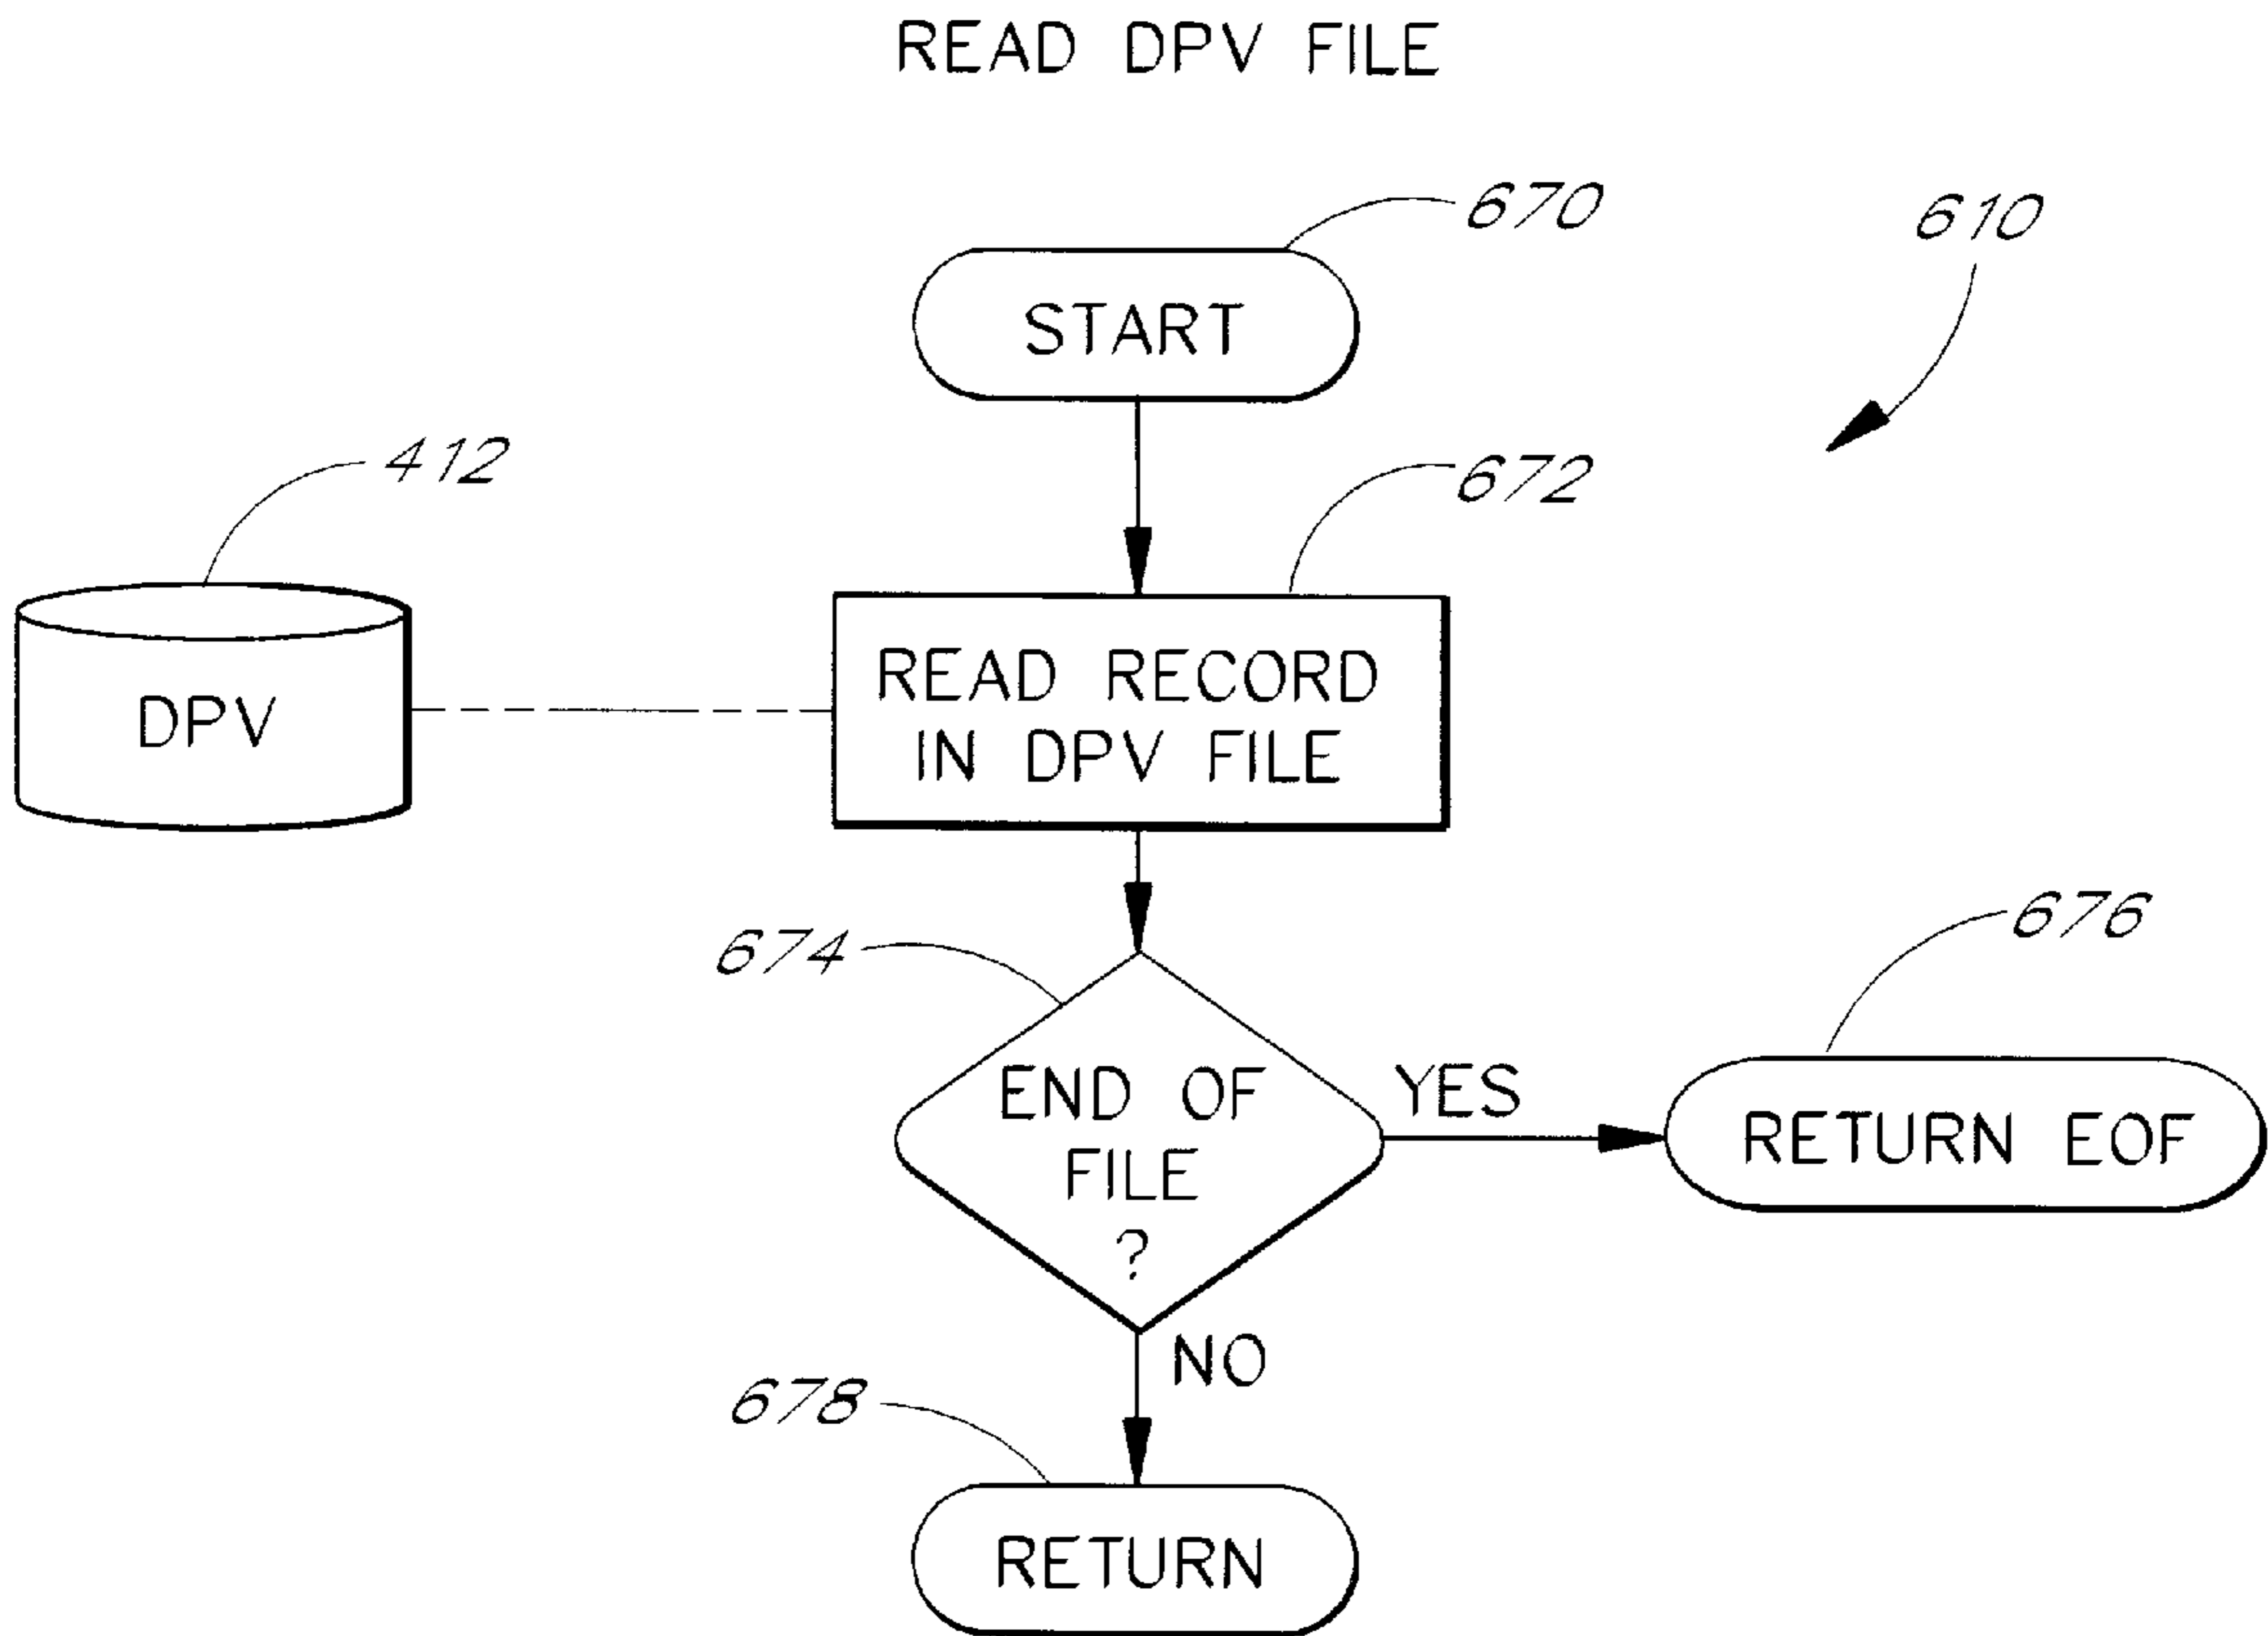 READ DPV FILE
670
610
START
412
672
DPV
READ RECORD
IN DPV FILE
674
676
END OF
FILE
?
YES
RETURN EOF
NO
678
RETURN